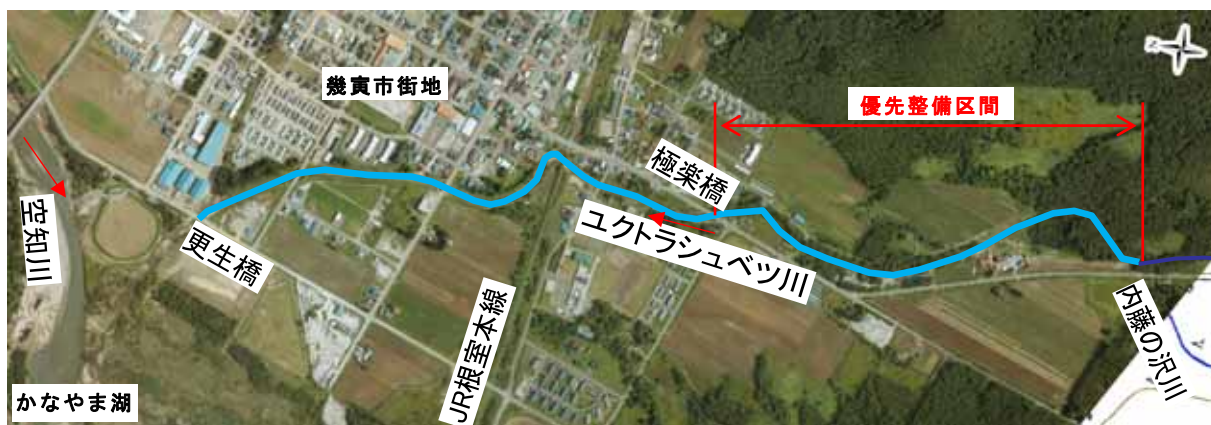 幾寅市街地
優先整備区間
極楽橋
空知川
更生橋
ユクトラシュベツ川
JR根室本線
内藤の沢川
かなやま湖